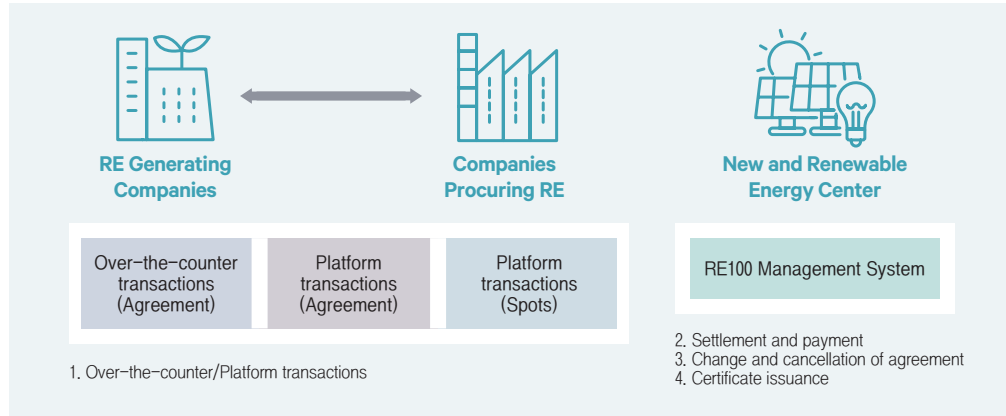 RE Generating
Companies
Companies
Procuring RE
New and Renewable
Energy Center
Over-the-counter
transactions
(Agreement)
Platform
transactions
(Agreement)
Platform
transactions
(Spots)
RE100 Management System
1. Over-the-counter/Platform transactions
2. Settlement and payment
3. Change and cancellation of agreement
4. Certificate issuance